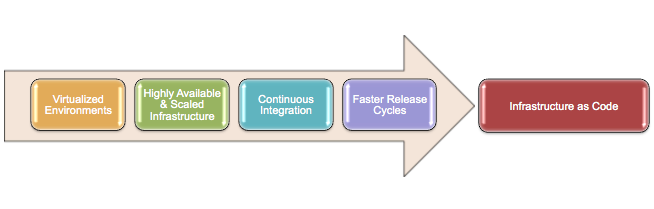 Virtualized
Environments
Highly Available
& Scaled
Infrastructure
Continuous
Integration
Faster Release
Cycles
Infrastructure as Code